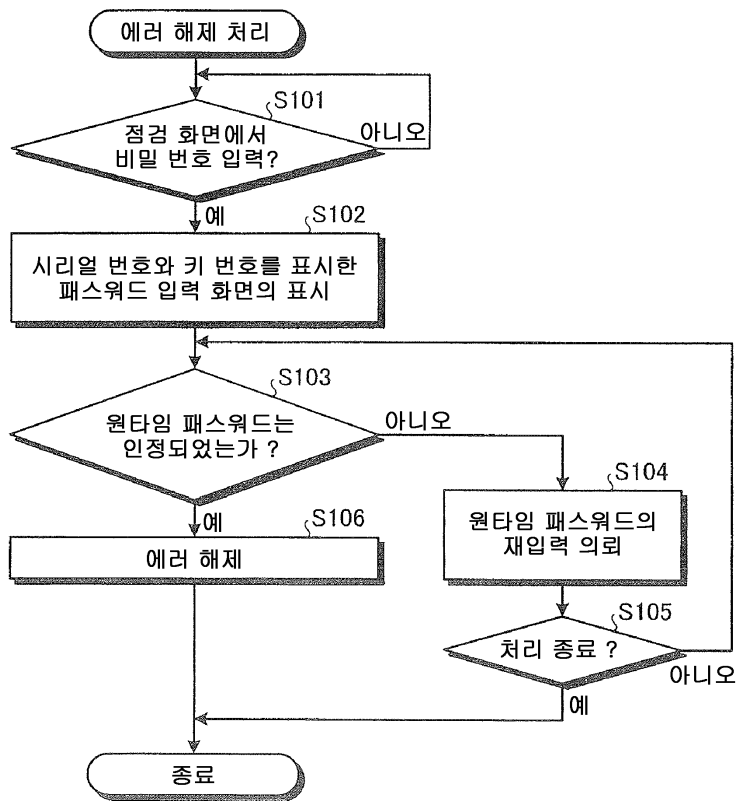 에러 해제 처리
S101
점검 화면에서
비밀 번호 입력?
아니오
예
S102
시리얼 번호와 키 번호를 표시한
패스워드 입력 화면의 표시
S103
원타임 패스워드는
인정되었는가 ?
아니오
예
S104
원타임 패스워드의
재입력 의뢰
S106
에러 해제
S105
처리 종료 ?
아니오
예
종료